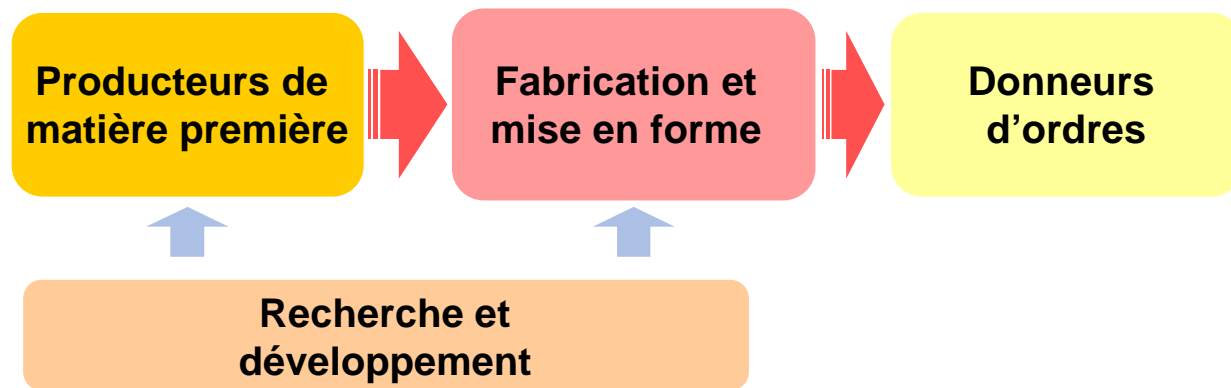 Producteurs de
matière première
Fabrication et
mise en forme
Donneurs
d’ordres
Recherche et
développement